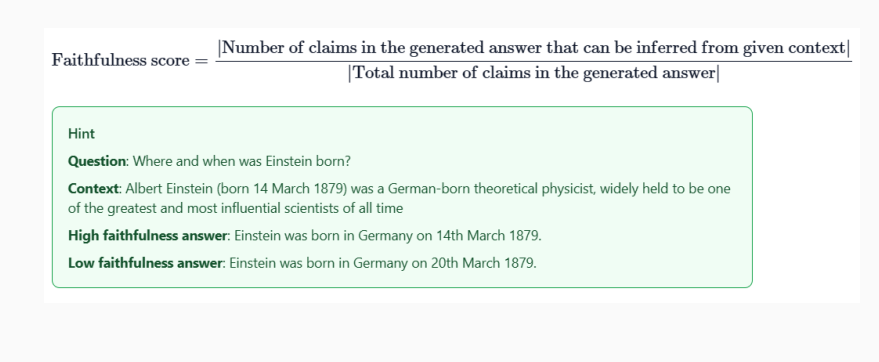 Faithfulness score = |Number of claims in the generated answer that can be inferred from given context|
|Total number of claims in the generated answer|
Hint
Question: Where and when was Einstein born?
Context: Albert Einstein (born 14 March 1879) was a German-born theoretical physicist, widely held to be one
of the greatest and most influential scientists of all time
High faithfulness answer: Einstein was born in Germany on 14th March 1879.
Low faithfulness answer: Einstein was born in Germany on 20th March 1879.